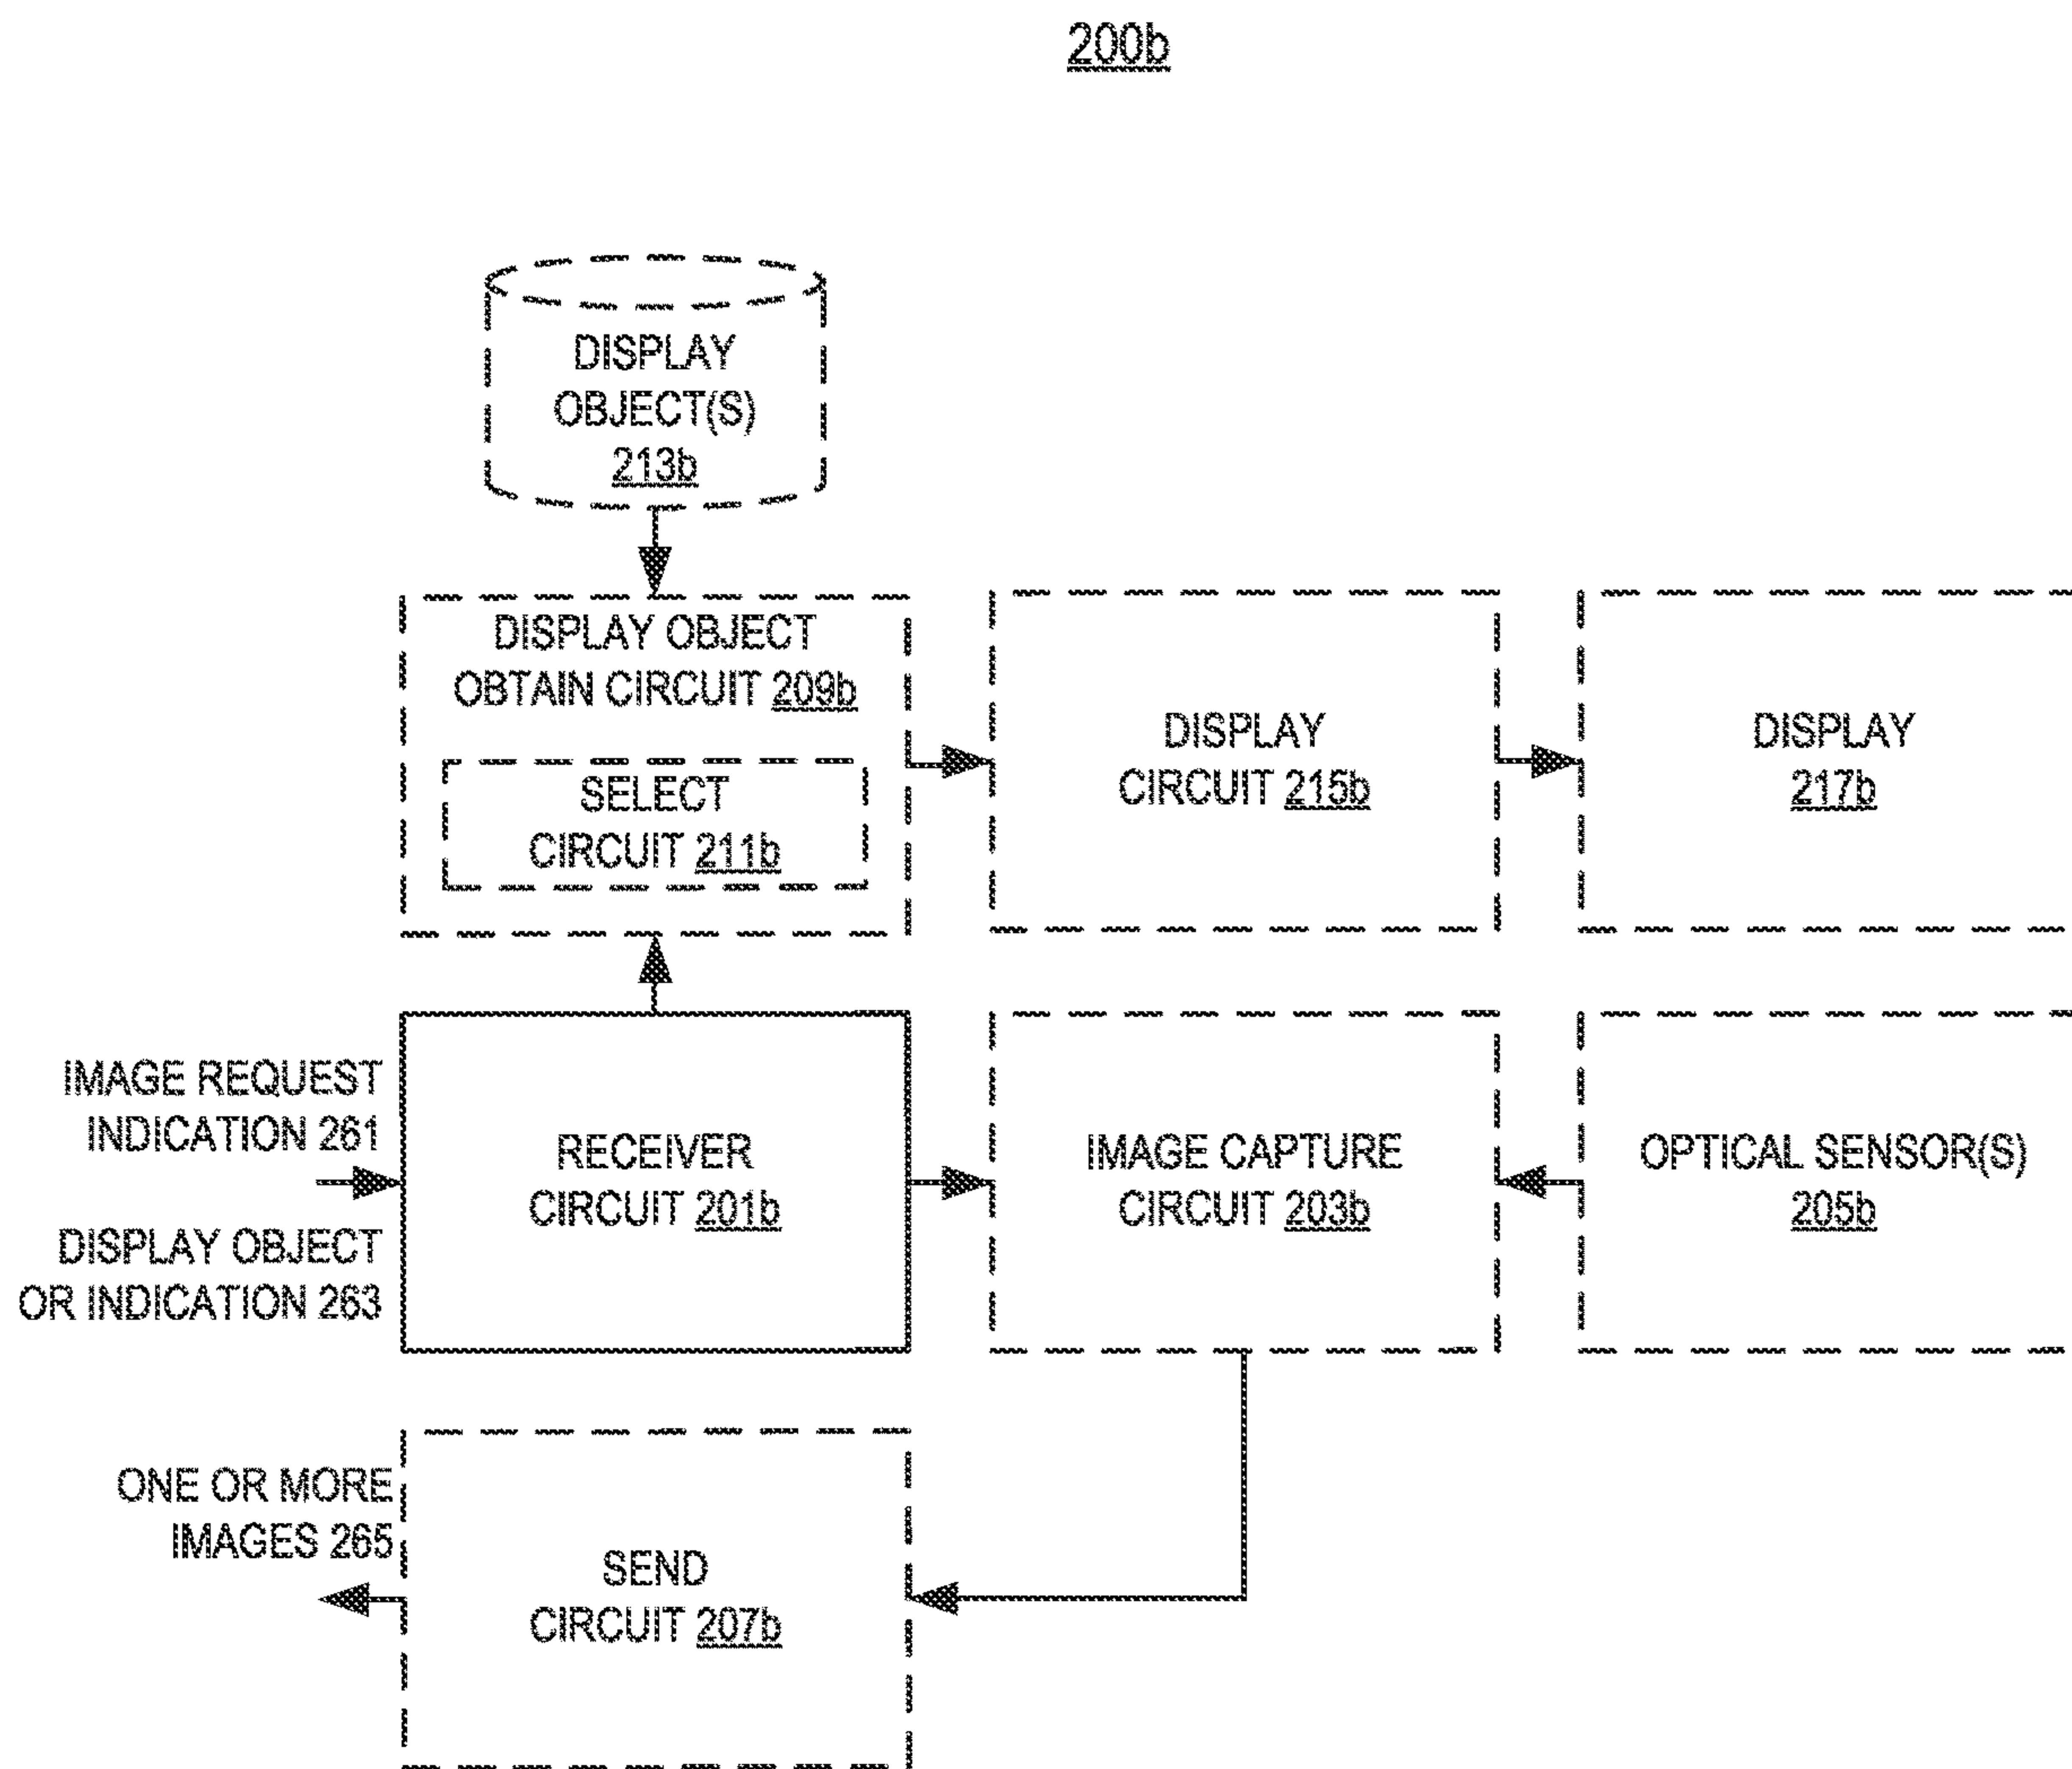 200b
DISPLAY
OBJECT(S)
213b
DISPLAY OBJECT
OBTAIN CIRCUIT 209b
SELECT
CIRCUIT 211b
DISPLAY
CIRCUIT 215b
DISPLAY
217b
IMAGE REQUEST
INDICATION 261
DISPLAY OBJECT
OR INDICATION 263
RECEIVER
CIRCUIT 201b
IMAGE CAPTURE
CIRCUIT 203b
OPTICAL SENSOR(S)
205b
ONE OR MORE
IMAGES 265
SEND
CIRCUIT 207b